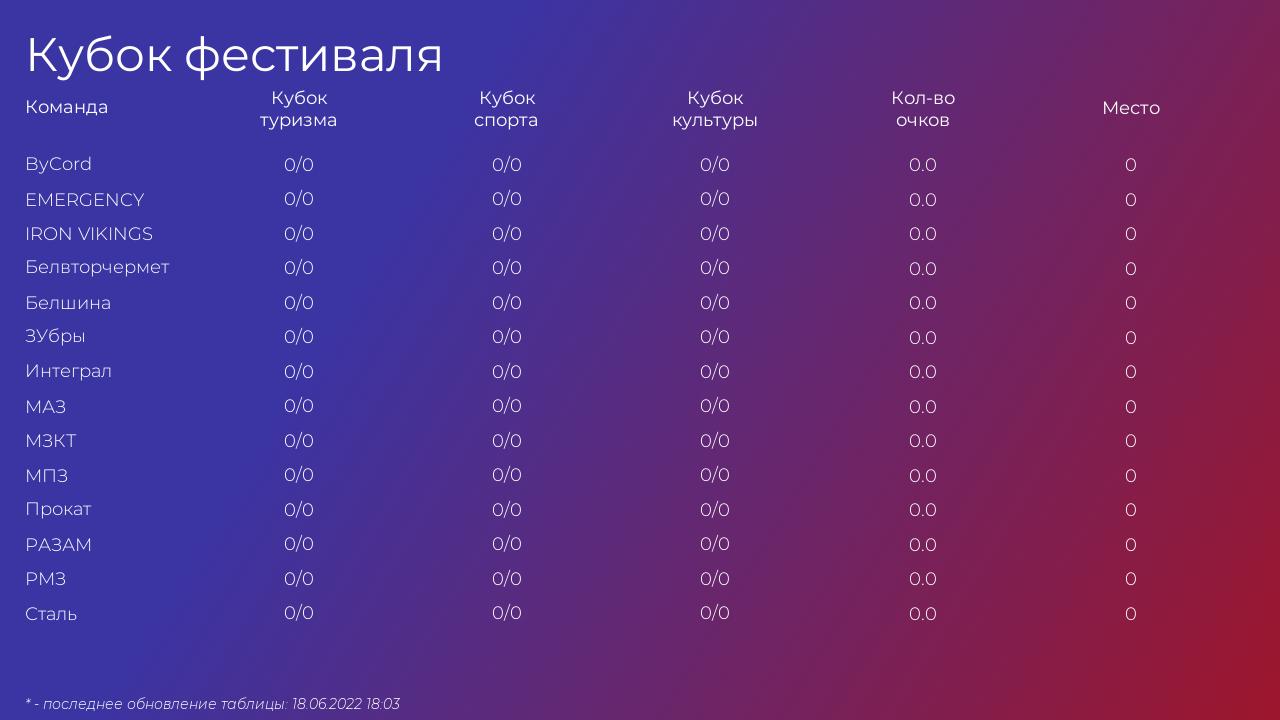 Кубок фестиваля
Команда Кубок туризма Кубок спорта Кубок культуры Кол-во очков Место
ByCord 0/0 0/0 0/0 0.0 0
EMERGENCY 0/0 0/0 0/0 0.0 0
IRON VIKINGS 0/0 0/0 0/0 0.0 0
Белвторчермет 0/0 0/0 0/0 0.0 0
Белшина 0/0 0/0 0/0 0.0 0
ЗУбры 0/0 0/0 0/0 0.0 0
Интеграл 0/0 0/0 0/0 0.0 0
МАЗ 0/0 0/0 0/0 0.0 0
МЗКТ 0/0 0/0 0/0 0.0 0
МПЗ 0/0 0/0 0/0 0.0 0
Прокат 0/0 0/0 0/0 0.0 0
РАЗАМ 0/0 0/0 0/0 0.0 0
РМЗ 0/0 0/0 0/0 0.0 0
Сталь 0/0 0/0 0/0 0.0 0
* - последнее обновление таблицы: 18.06.2022 18:03